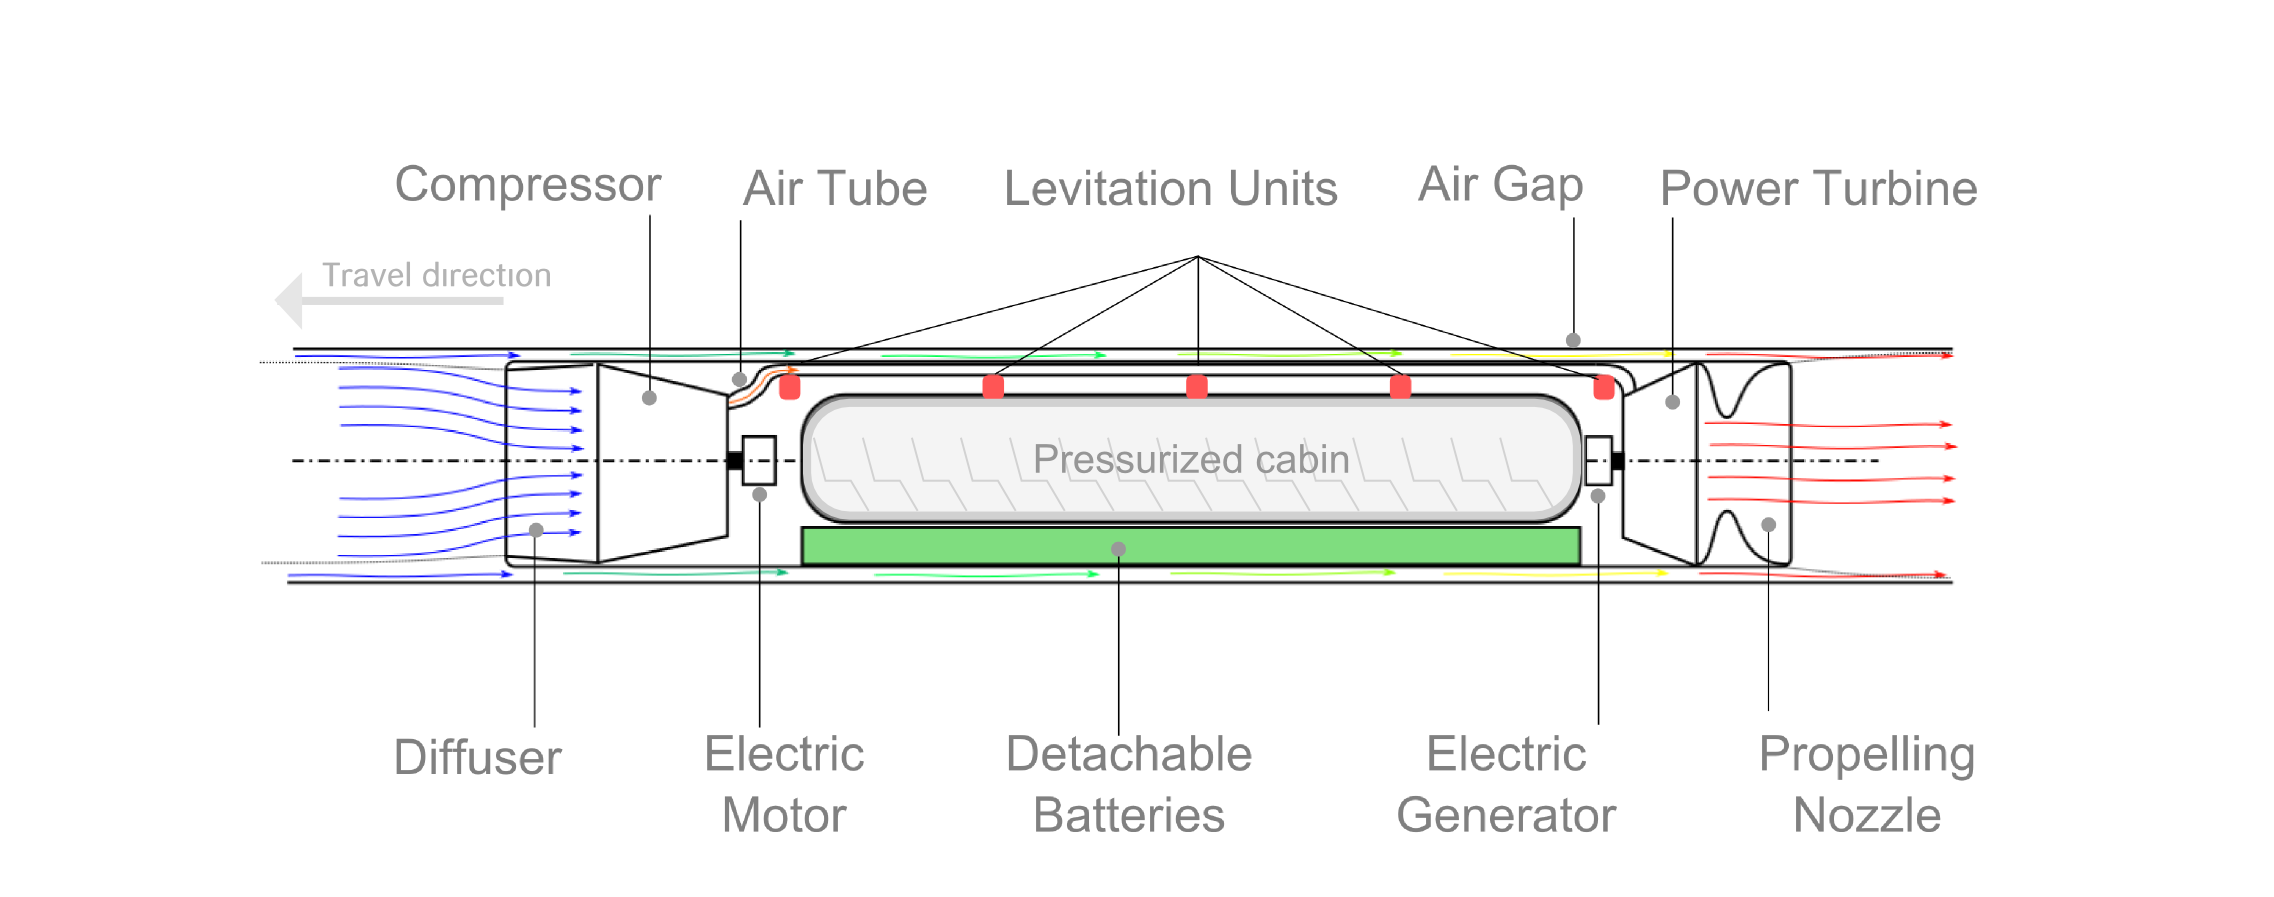 Compressor
Air Tube
Levitation Units
Air Gap
Power Turbine
Travel direction
Pressurized cabin
Diffuser
Electric
Motor
Detachable
Batteries
Electric
Generator
Propelling
Nozzle